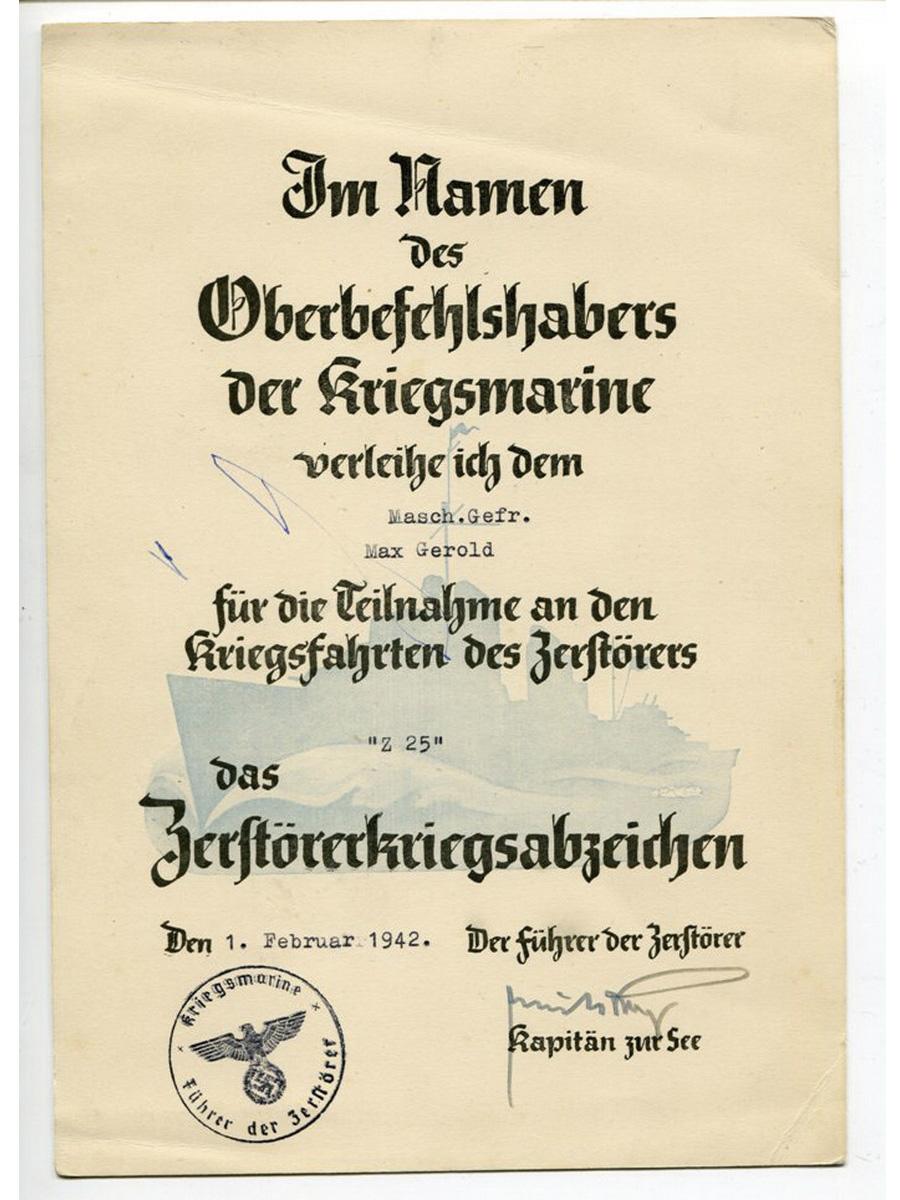 Im Namen
des
Oberbefehlshabers
der Kriegsmarine
verleihe ich dem
Masch.Gefr.
Max Gerold
für die Teilnahme an den
Kriegsfahrten des Zerstörers
"Z 25"
das
Zerstörerkriegsabzeichen
Den 1. Februar 1942. Der Führer der Zerstörer
Kapitän zur See
Kriegsmarine
Führer der Zerstörer